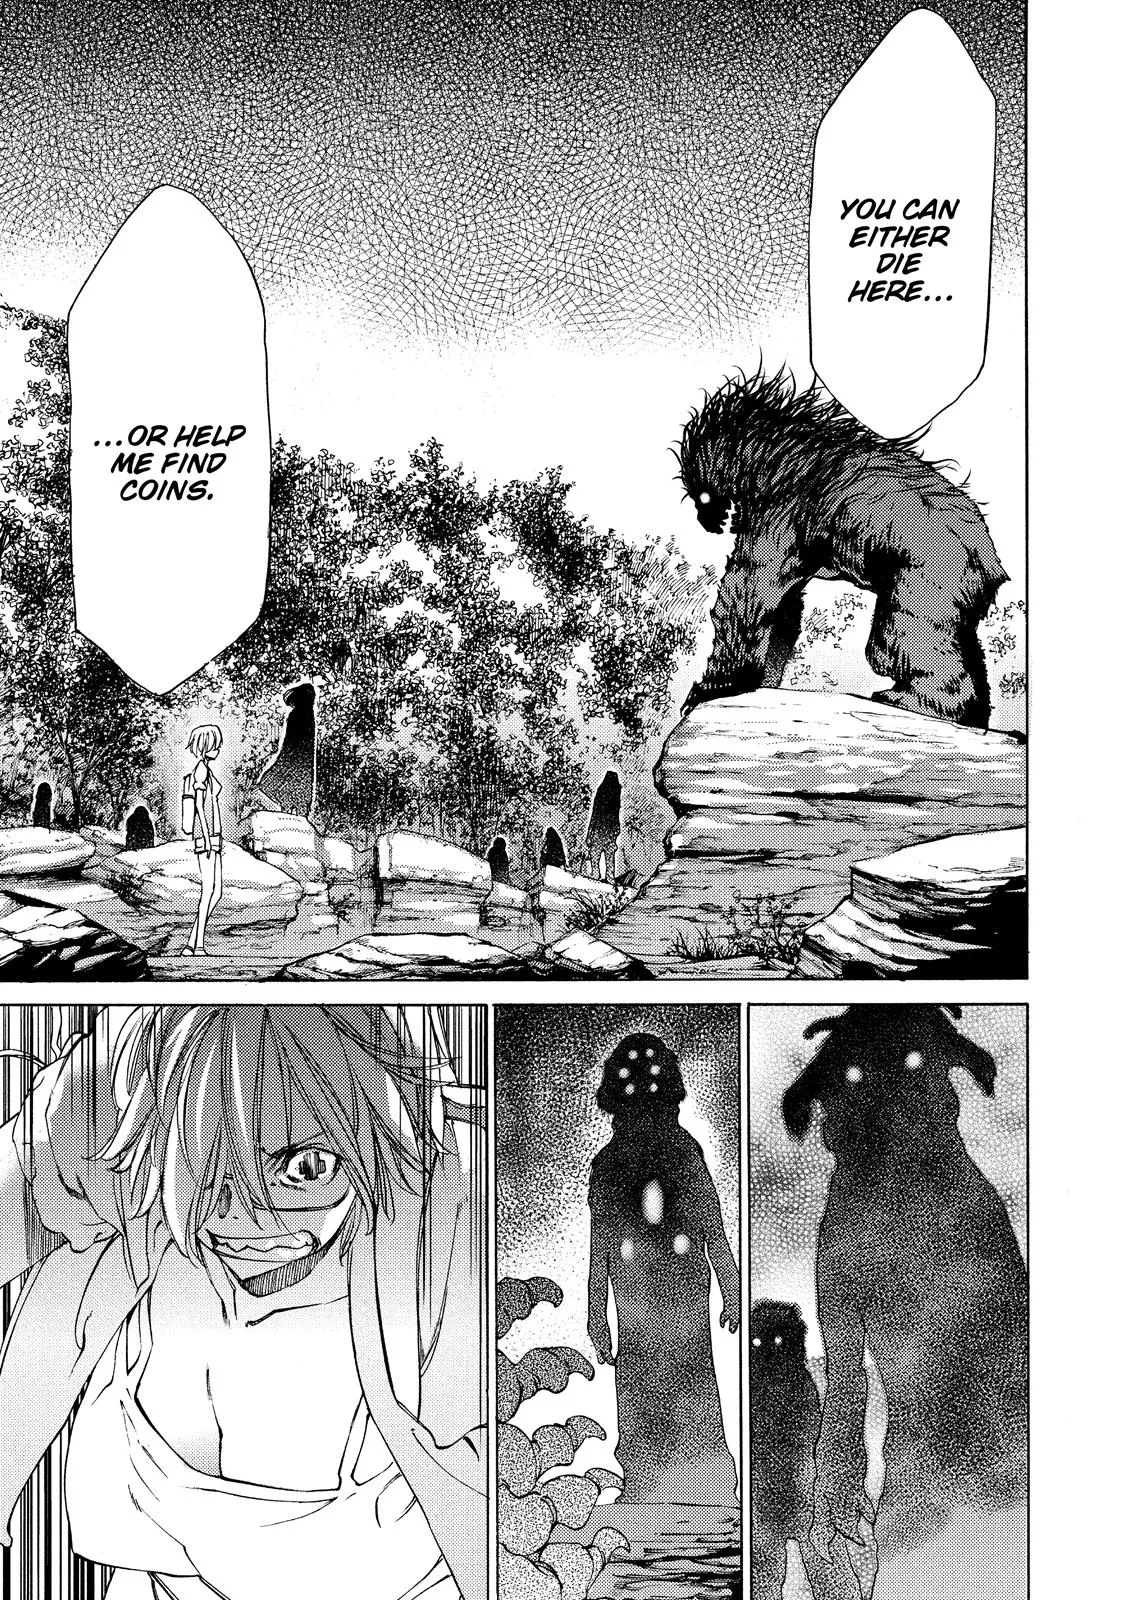 YOU CAN
EITHER
DIE
HERE...
...OR HELP
ME FIND
COINS.